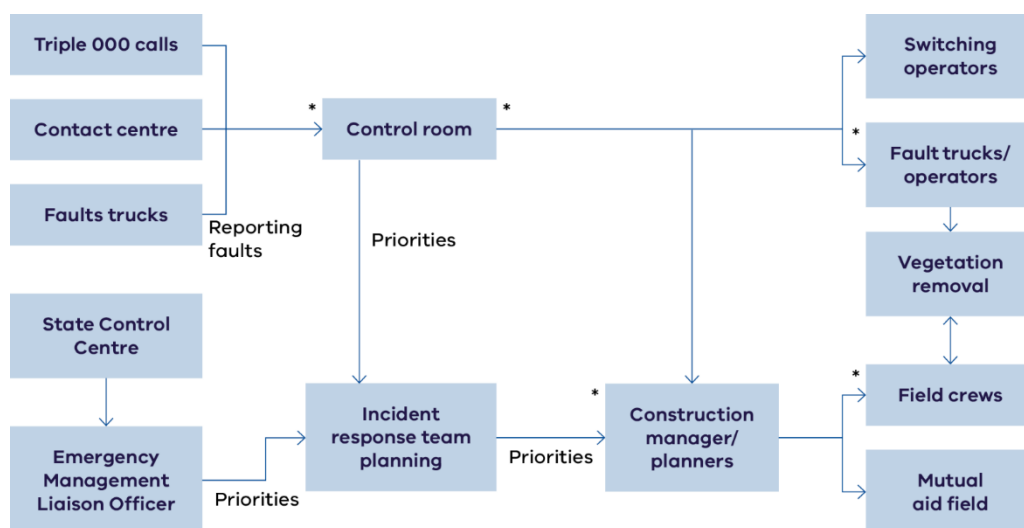 Triple 000 calls
Contact centre
Faults trucks
Reporting
faults
* Control room *
Priorities
Switching
operators
*
Fault trucks/
operators
Vegetation
removal
State Control
Centre
Emergency
Management
Liaison Officer
Priorities
Incident
response team
planning
Priorities
*
Construction
manager/
planners
*
Field crews
Mutual
aid field